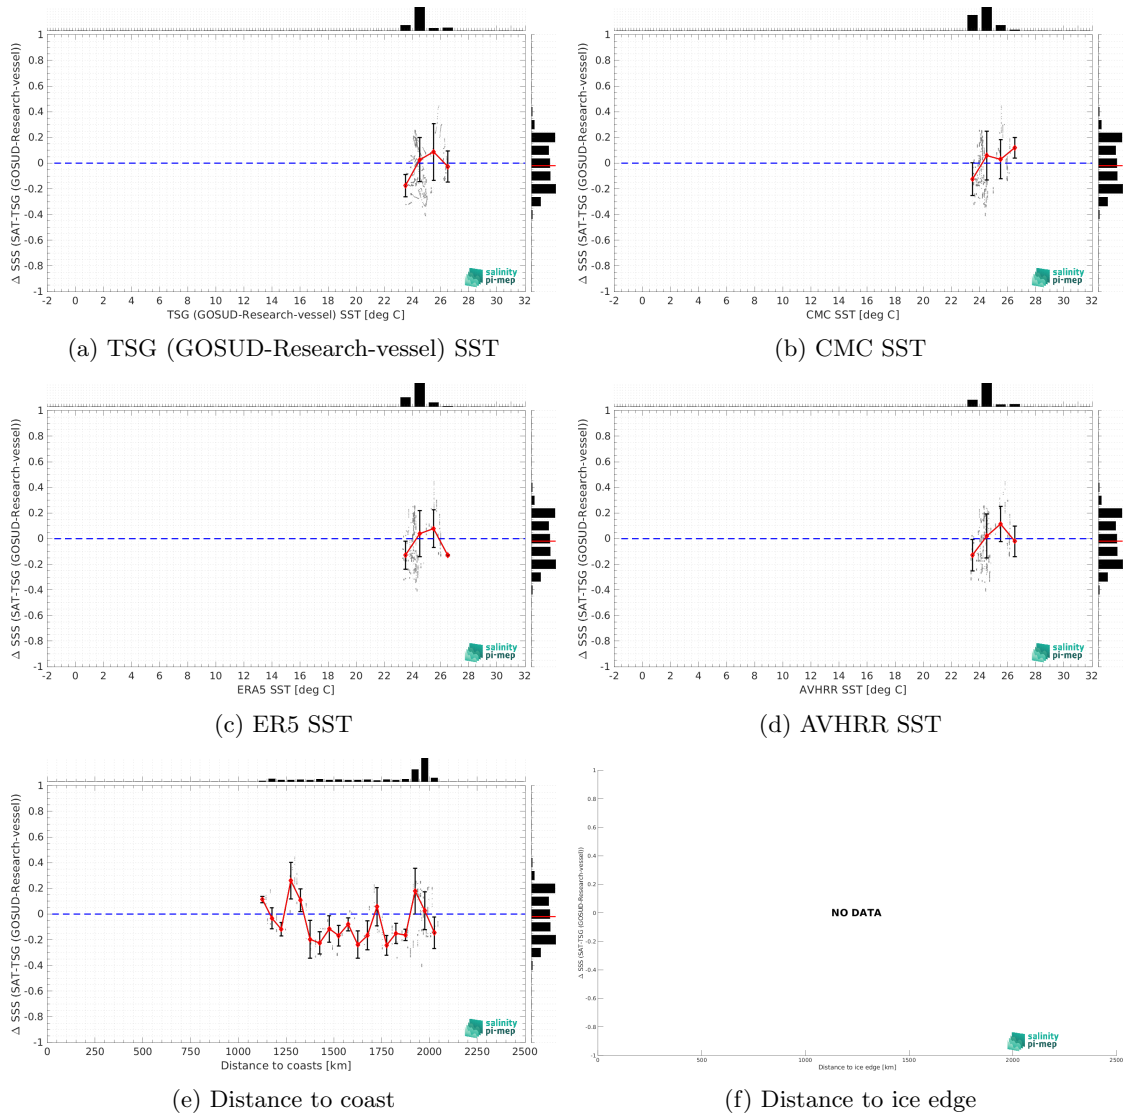 Δ SSS (SAT-TSG (GOSUD-Research-vessel))
1
0.8
0.6
0.4
0.2
0
-0.2
-0.4
-0.6
-0.8
-1
-2 0 2 4 6 8 10 12 14 16 18 20 22 24 26 28 30 32
TSG (GOSUD-Research-vessel) SST [deg C]
salinity
pi-mep
(a) TSG (GOSUD-Research-vessel) SST
Δ SSS (SAT-TSG (GOSUD-Research-vessel))
1
0.8
0.6
0.4
0.2
0
-0.2
-0.4
-0.6
-0.8
-1
-2 0 2 4 6 8 10 12 14 16 18 20 22 24 26 28 30 32
CMC SST [deg C]
salinity
pi-mep
(b) CMC SST
Δ SSS (SAT-TSG (GOSUD-Research-vessel))
1
0.8
0.6
0.4
0.2
0
-0.2
-0.4
-0.6
-0.8
-1
-2 0 2 4 6 8 10 12 14 16 18 20 22 24 26 28 30 32
ERA5 SST [deg C]
salinity
pi-mep
(c) ER5 SST
Δ SSS (SAT-TSG (GOSUD-Research-vessel))
1
0.8
0.6
0.4
0.2
0
-0.2
-0.4
-0.6
-0.8
-1
-2 0 2 4 6 8 10 12 14 16 18 20 22 24 26 28 30 32
AVHRR SST [deg C]
salinity
pi-mep
(d) AVHRR SST
Δ SSS (SAT-TSG (GOSUD-Research-vessel))
1
0.8
0.6
0.4
0.2
0
-0.2
-0.4
-0.6
-0.8
-1
0 250 500 750 1000 1250 1500 1750 2000 2250 2500
Distance to coasts [km]
salinity
pi-mep
(e) Distance to coast
Δ SSS (SAT-TSG (GOSUD-Research-vessel))
1
0.8
0.6
0.4
0.2
0
-0.2
-0.4
-0.6
-0.8
-1
NO DATA
0 500 1000 1500 2000 2500
Distance to ice edge [km]
salinity
pi-mep
(f) Distance to ice edge